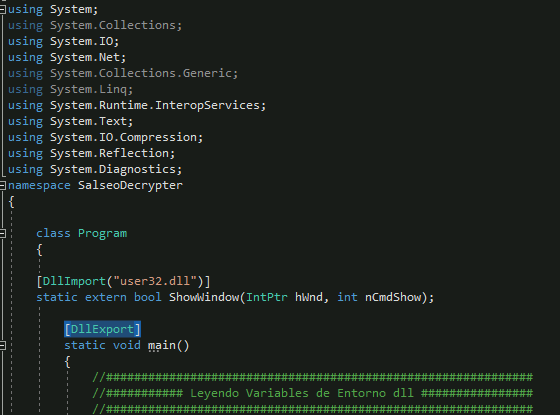 using System;
using System.Collections;
using System.IO;
using System.Net;
using System.Collections.Generic;
using System.Linq;
using System.Runtime.InteropServices;
using System.Text;
using System.IO.Compression;
using System.Reflection;
using System.Diagnostics;
namespace SalseoDecrypter
{
class Program
{
[DllImport("user32.dll")]
static extern bool ShowWindow(IntPtr hWnd, int nCmdShow);
[DllExport]
static void main()
{
//#############################################################
//########### Leyendo Variables de Entorno dll ################
//#############################################################